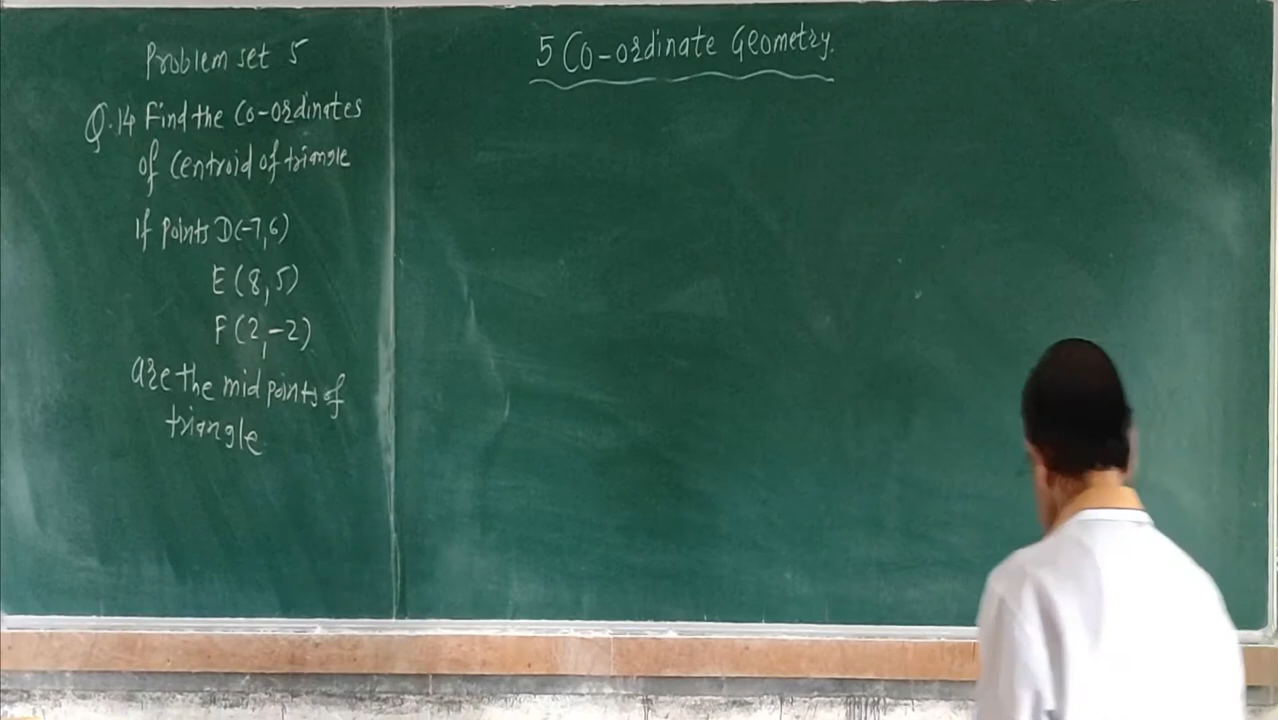 Problem set 5
Q.14 Find the Co-ordinates
of Centroid of triangle
If Points D(-7,6)
E(8,5)
F(2,-2)
are the mid points of
triangle
5 Co-ordinate Geometry.